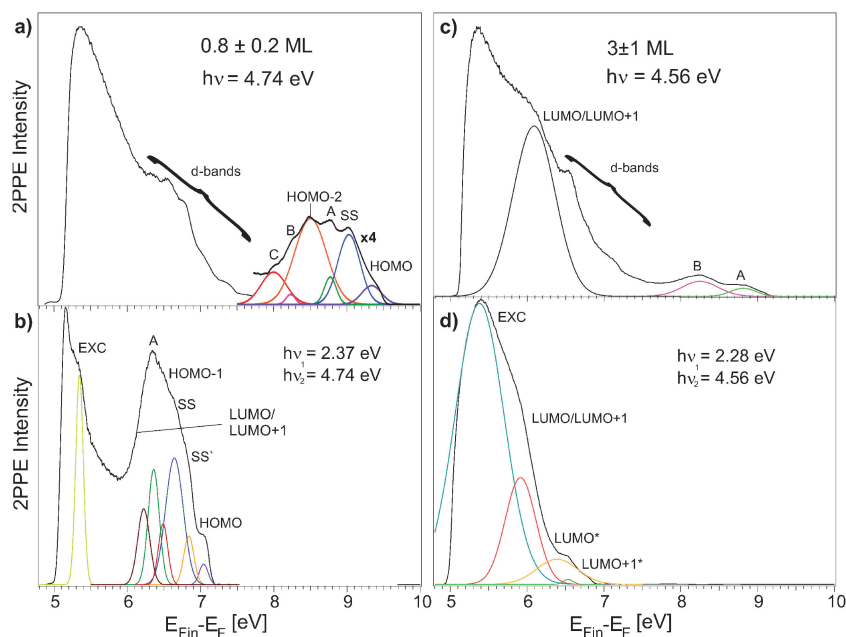 a)
0.8 ± 0.2 ML
hν = 4.74 eV
2PPE Intensity
d-bands
HOMO-2
A
SS
B
x4
C
HOMO
c)
3±1 ML
hν = 4.56 eV
LUMO/LUMO+1
d-bands
B
A
b)
EXC
A
hν1 = 2.37 eV
hν2 = 4.74 eV
HOMO-1
SS
LUMO/
LUMO+1
SS`
HOMO
2PPE Intensity
5 6 7 8 9 10
EFin-EF [eV]
d)
EXC
hν1 = 2.28 eV
hν2 = 4.56 eV
LUMO/LUMO+1
LUMO*
LUMO+1*
5 6 7 8 9 10
EFin-EF [eV]